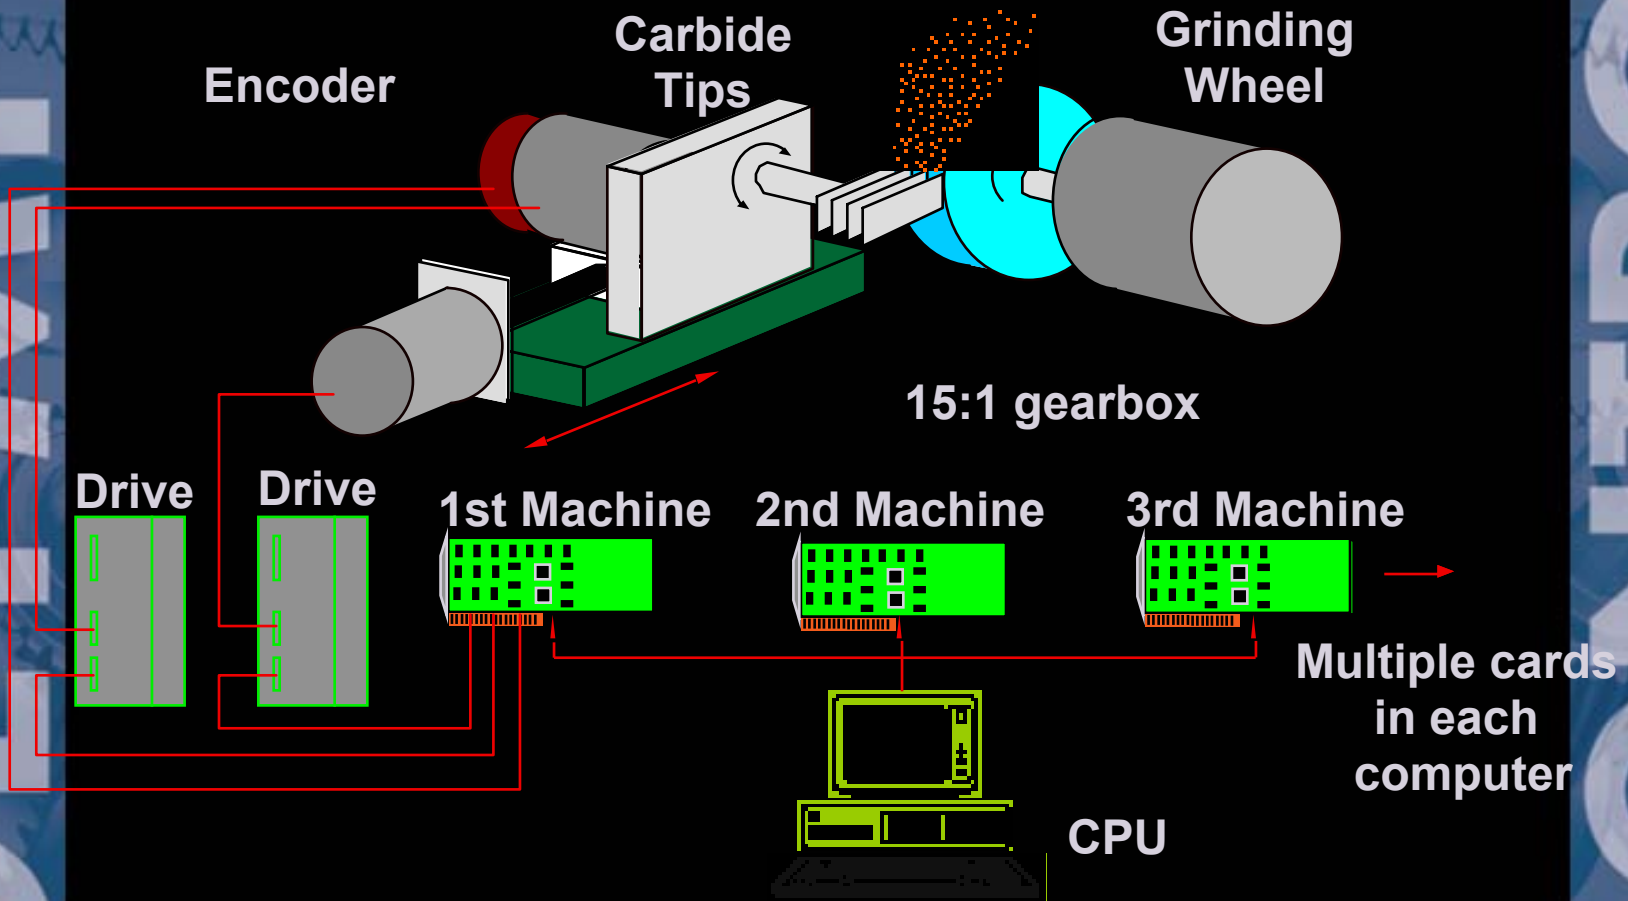 Encoder
Carbide
Tips
Grinding
Wheel
15:1 gearbox
Drive
Drive
1st Machine
2nd Machine
3rd Machine
Multiple cards
in each
computer
CPU